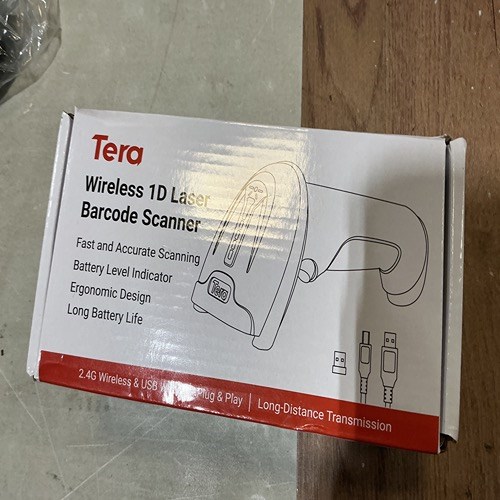 Tera
Wireless 1D Laser
Barcode Scanner
Fast and Accurate Scanning
Battery Level Indicator
Ergonomic Design
Long Battery Life
Tera
2.4G Wireless & USB Plug & Play | Long-Distance Transmission